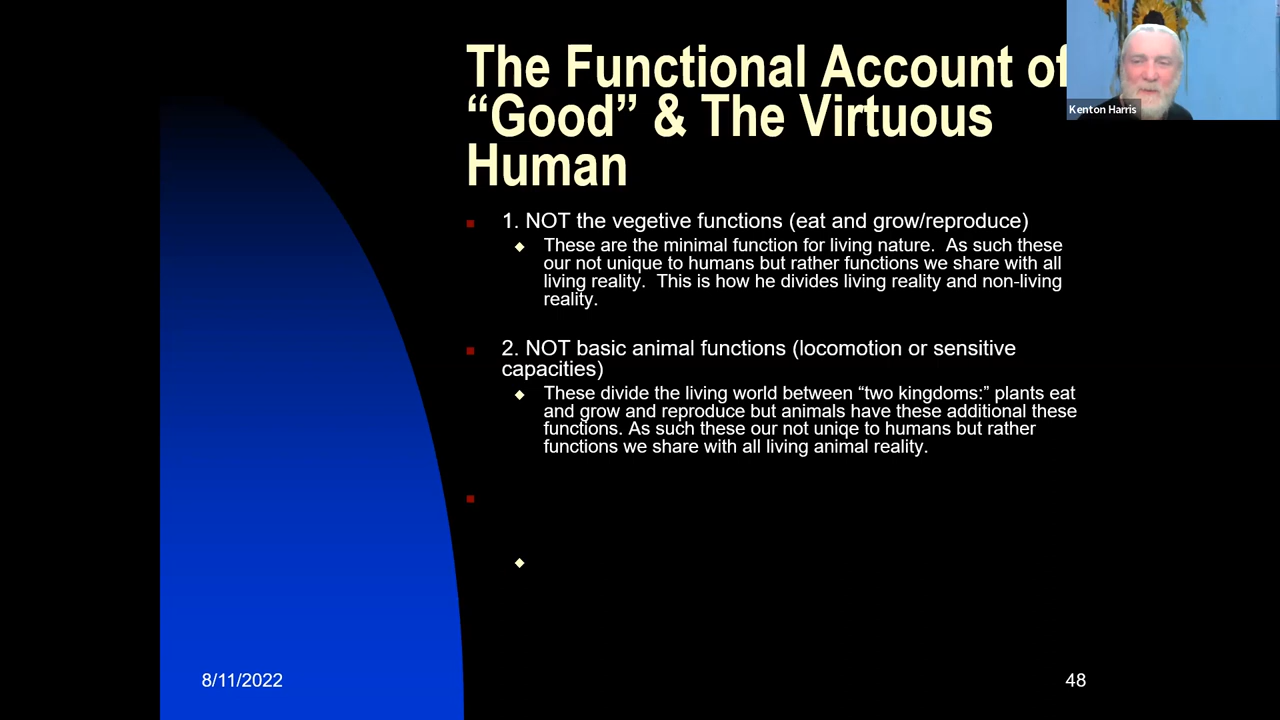 The Functional Account of
“Good” & The Virtuous
Human
Kenton Harris
1. NOT the vegetive functions (eat and grow/reproduce)
These are the minimal function for living nature. As such these
our not unique to humans but rather functions we share with all
living reality. This is how he divides living reality and non-living
reality.
2. NOT basic animal functions (locomotion or sensitive
capacities)
These divide the living world between “two kingdoms:” plants eat
and grow and reproduce but animals have these additional these
functions. As such these our not uniqe to humans but rather
functions we share with all living animal reality.
8/11/2022
48